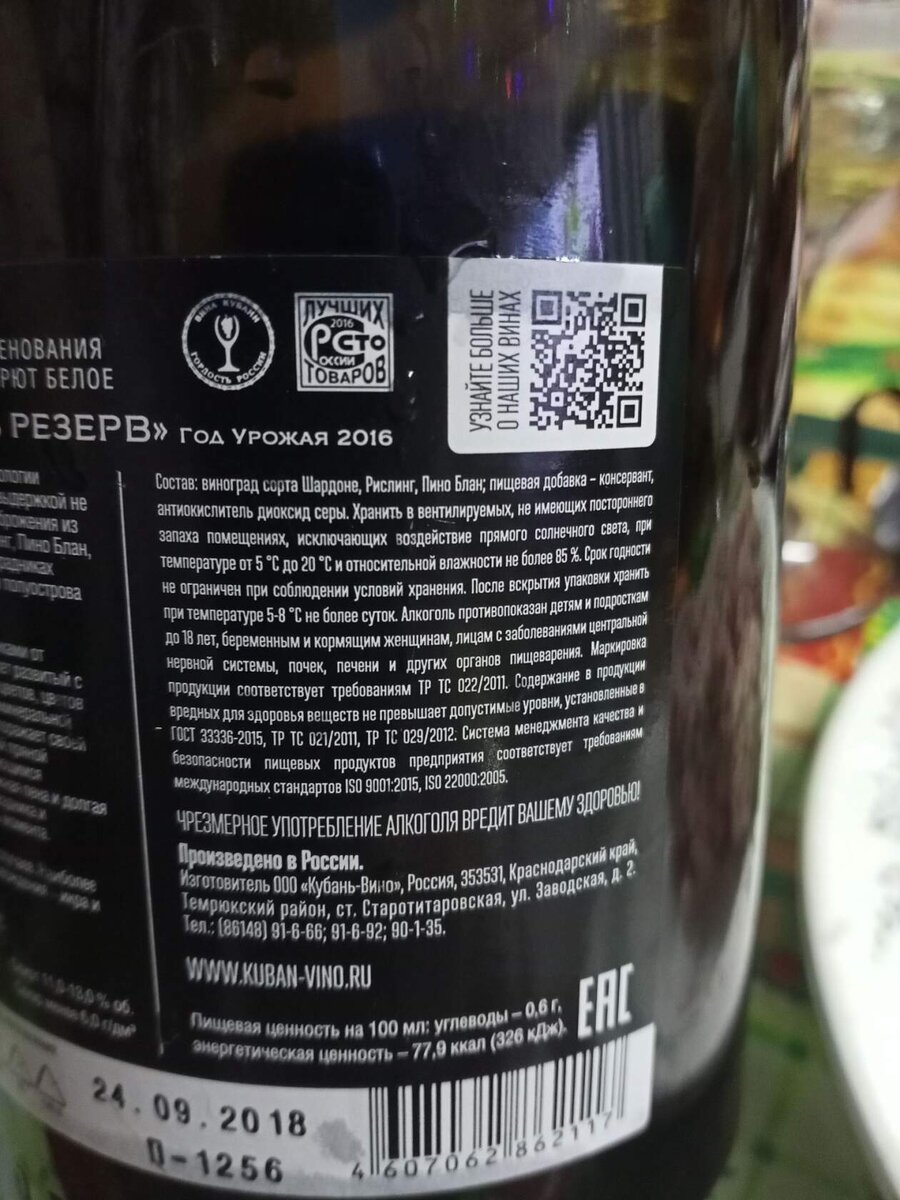 УЗНАЙТЕ БОЛЬШЕ
О НАШИХ ВИНАХ
ВИНА КУБАНИ
ГОРДОСТЬ РОССИИ
ЛУЧШИХ
2016
СТО
РОССИИ
ТОВАРОВ
БЕЛОЕ
РЕЗЕРВ» ГОД УРОЖАЯ 2016
не
из
Пино Блан,
полуострова
Состав: виноград сорта Шардоне, Рислинг, Пино Блан; пищевая добавка – консервант,
антиокислитель диоксид серы. Хранить в вентилируемых, не имеющих постороннего
запаха помещениях, исключающих воздействие прямого солнечного света, при
температуре от 5 °С до 20 °С и относительной влажности не более 85 %. Срок годности
не ограничен при соблюдении условий хранения. После вскрытия упаковки хранить
при температуре 5-8 °С не более суток. Алкоголь противопоказан детям и подросткам
до 18 лет, беременным и кормящим женщинам, лицам с заболеваниями центральной
нервной системы, почек, печени и других органов пищеварения. Маркировка
продукции соответствует требованиям ТР ТС 022/2011. Содержание в продукции
вредных для здоровья веществ не превышает допустимые уровни, установленные в
ГОСТ 33336-2015, ТР ТС 021/2011, ТР ТС 029/2012. Система менеджмента качества и
безопасности пищевых продуктов предприятия соответствует требованиям
международных стандартов ISO 9001:2015, ISO 22000:2005.
ЧРЕЗМЕРНОЕ УПОТРЕБЛЕНИЕ АЛКОГОЛЯ ВРЕДИТ ВАШЕМУ ЗДОРОВЬЮ!
Произведено в России.
Изготовитель ООО «Кубань-Вино», Россия, 353531, Краснодарский край,
Темрюкский район, ст. Старотитаровская, ул. Заводская, д. 2.
Тел.: (86148) 91-6-66; 91-6-92; 90-1-35.
WWW.KUBAN-VINO.RU
Пищевая ценность на 100 мл: углеводы – 0,6 г,
энергетическая ценность – 77,9 ккал (326 кДж).
EAC
24.09.2018
0-1256
4 607062 862117